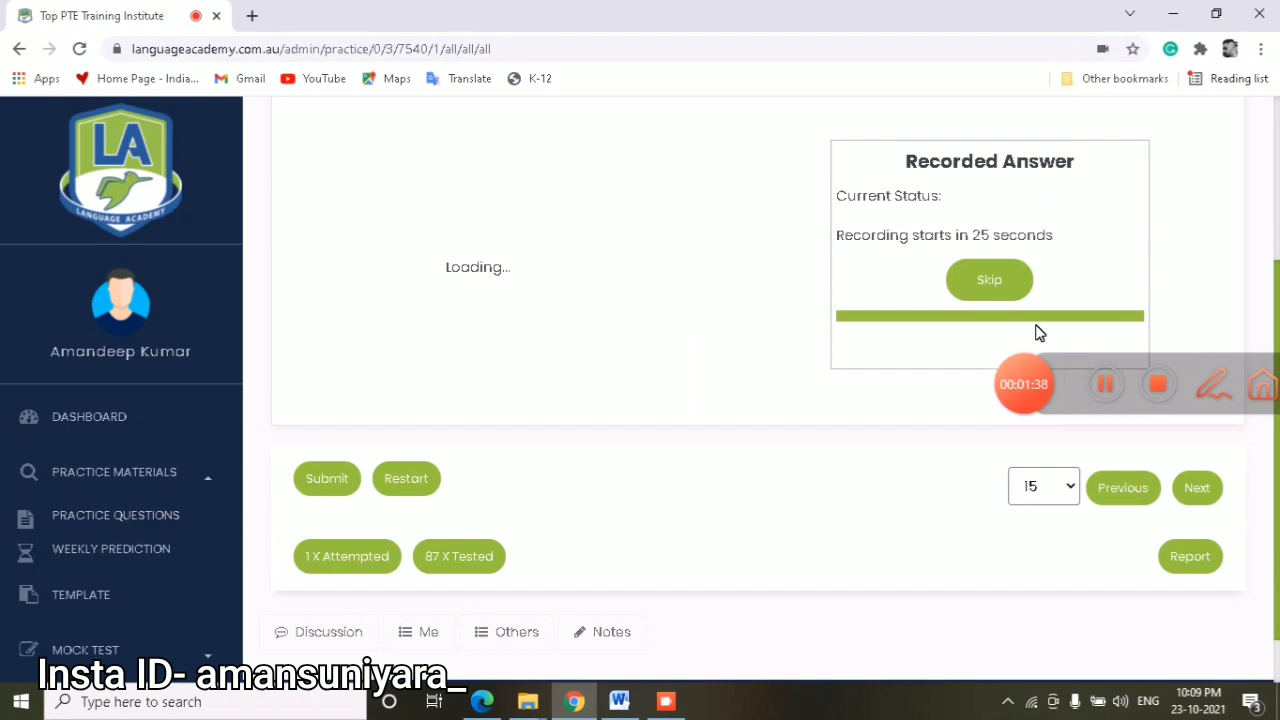 Top PTE Training Institute
languageacademy.com.au/admin/practice/0/3/7540/1/all/all/all
Apps
Home Page - India...
Gmail
YouTube
Maps
Translate
K-12
Other bookmarks
Reading list
LA
LANGUAGE ACADEMY
Amandeep Kumar
DASHBOARD
PRACTICE MATERIALS
PRACTICE QUESTIONS
WEEKLY PREDICTION
TEMPLATE
MOCK TEST
Loading...
Recorded Answer
Current Status:
Recording starts in 25 seconds
Skip
00:01:38
Submit
Restart
15
Previous
Next
1 X Attempted
87 X Tested
Report
Discussion
Me
Others
Notes
Insta ID- amansuniyara_
Type here to search
ENG
10:09 PM
23-10-2021
3